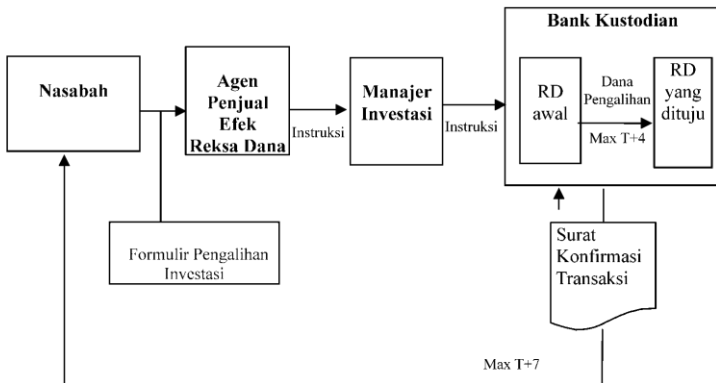 Bank Kustodian
Nasabah
Agen
Penjual
Efek
Reksa Dana
Instruksi
Manajer
Investasi
Instruksi
RD
awal
Dana
Pengalihan
Max T+4
RD
yang
dituju
Formulir Pengalihan
Investasi
Surat
Konfirmasi
Transaksi
Max T+7